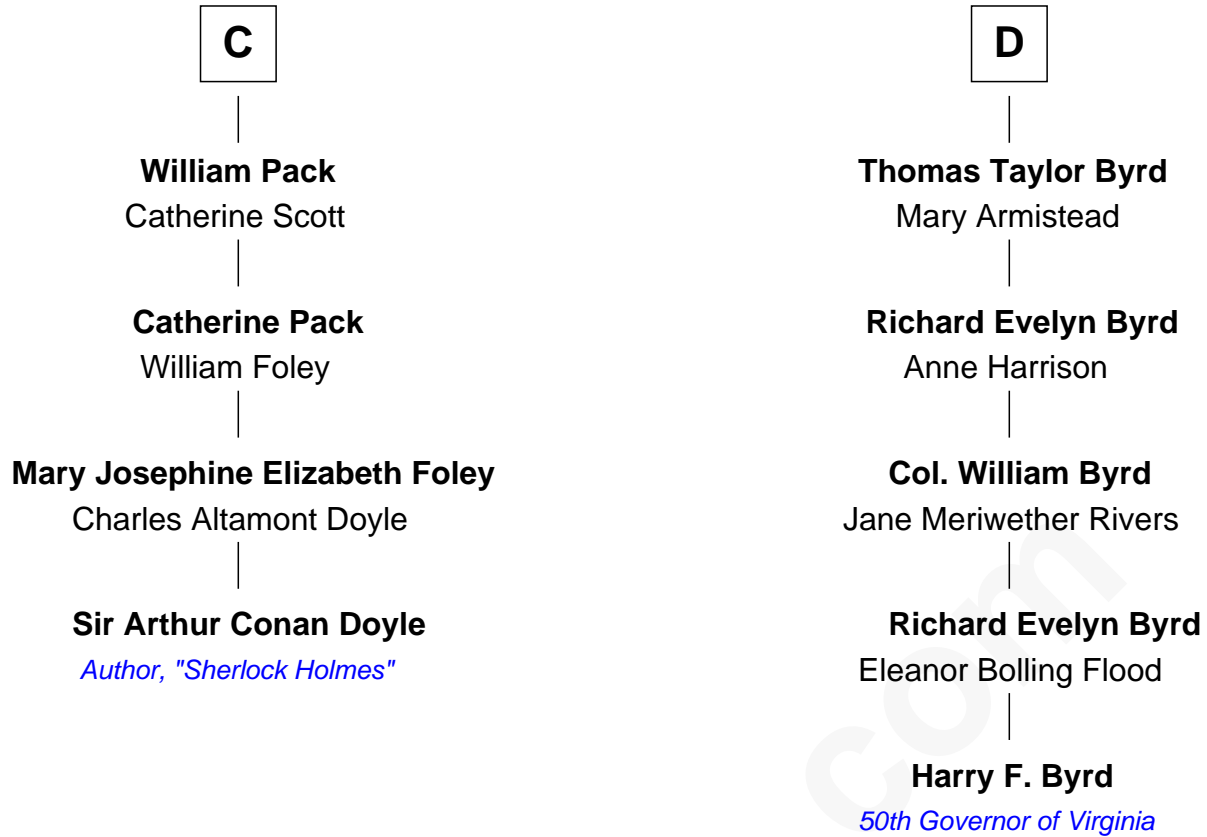 C
William Pack
Catherine Scott
Catherine Pack
William Foley
Mary Josephine Elizabeth Foley
Charles Altamont Doyle
Sir Arthur Conan Doyle
Author, "Sherlock Holmes"
D
Thomas Taylor Byrd
Mary Armistead
Richard Evelyn Byrd
Anne Harrison
Col. William Byrd
Jane Meriwether Rivers
Richard Evelyn Byrd
Eleanor Bolling Flood
Harry F. Byrd
50th Governor of Virginia
com